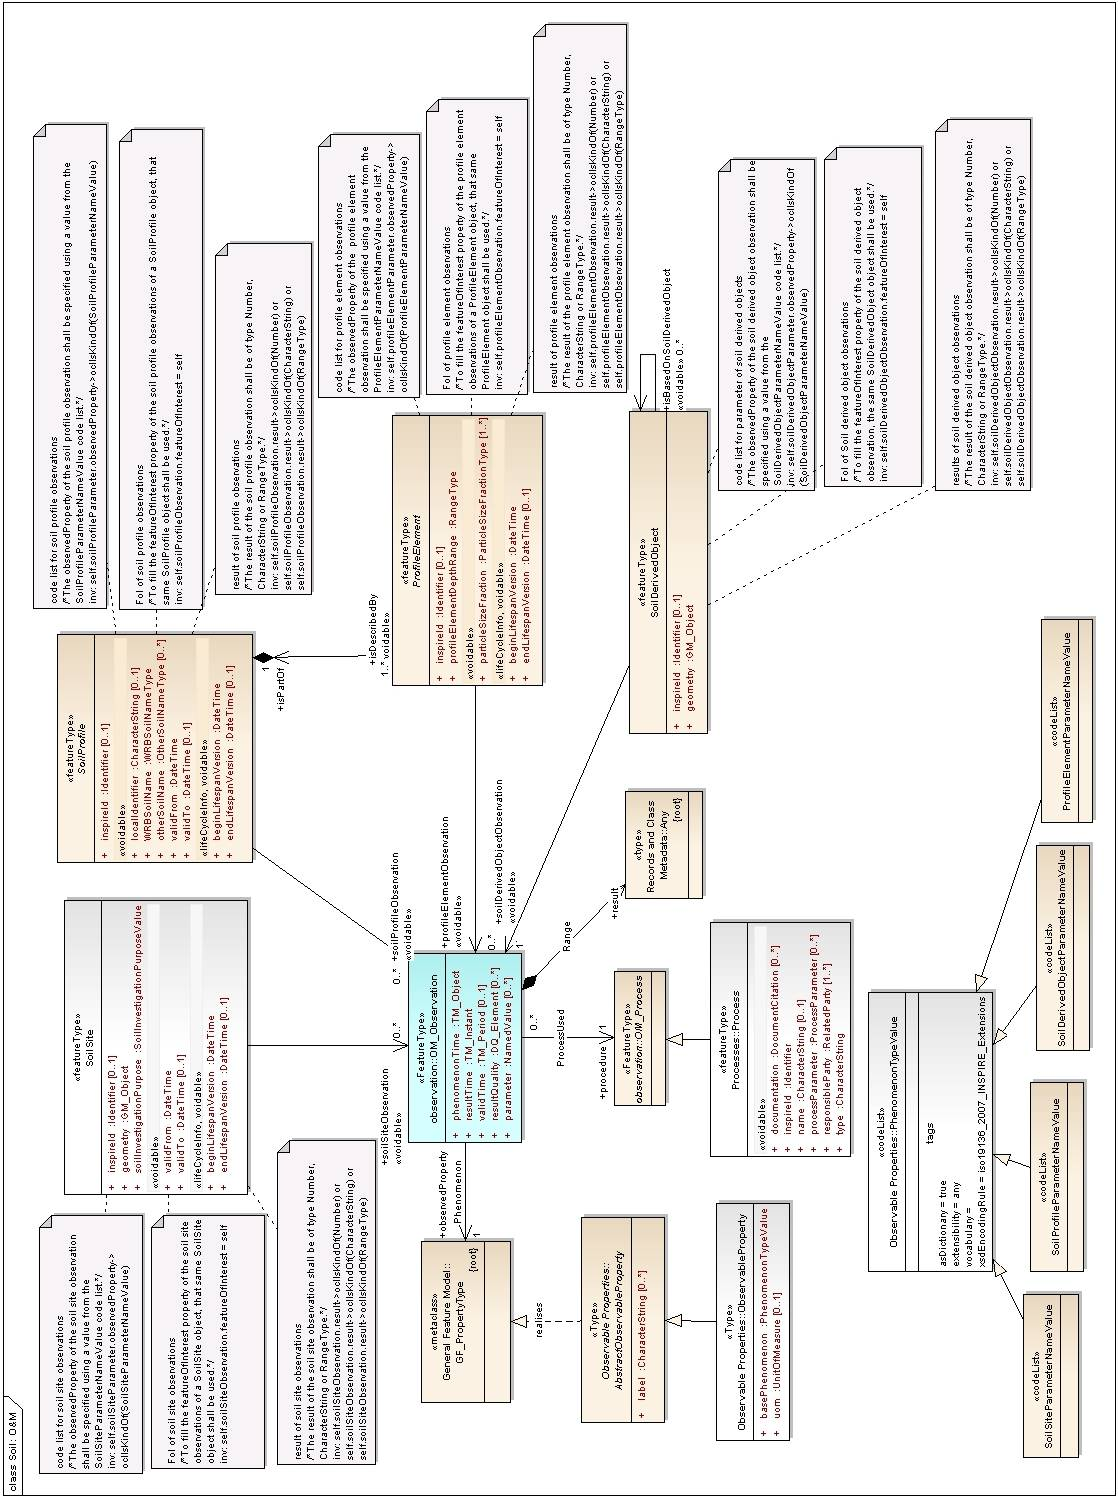 class Soil: O&M
code list for soil site observations
/*The observedProperty of the soil site observation
shall be specified using a value from the
SoilSiteParameterNameValue code list.*/
inv: self.soilSiteParameter.observedProperty->
oclIsKindOf(SoilSiteParameterNameValue)
FoI of soil site observations
/*To fill the featureOfInterest property of the soil site
observations of a SoilSite object, that same SoilSite
object shall be used.*/
inv: self.soilSiteObservation.featureOfInterest = self
result of soil site observations
/*The result of the soil site observation shall be of type Number,
CharacterString or RangeType.*/
inv: self.soilSiteObservation.result->oclIsKindOf(Number) or
self.soilSiteObservation.result->oclIsKindOf(CharacterString) or
self.soilSiteObservation.result->oclIsKindOf(RangeType)
«featureType»
SoilSite
+ inspireId :Identifier [0..1]
+ geometry :GM_Object
+ soilInvestigationPurpose :SoilInvestigationPurposeValue
«voidable»
+ validFrom :DateTime
+ validTo :DateTime [0..1]
«lifeCycleInfo, voidable»
+ beginLifespanVersion :DateTime
+ endLifespanVersion :DateTime [0..1]
«featureType»
SoilProfile
+ inspireId :Identifier [0..1]
«voidable»
+ localIdentifier :CharacterString [0..1]
+ WRBSoilName :WRBSoilNameType
+ otherSoilName :OtherSoilNameType [0..*]
+ validFrom :DateTime
+ validTo :DateTime [0..1]
«lifeCycleInfo, voidable»
+ beginLifespanVersion :DateTime
+ endLifespanVersion :DateTime [0..1]
code list for soil profile observations
/*The observedProperty of the soil profile observation shall be specified using a value from the
SoilProfileParameterNameValue code list.*/
inv: self.soilProfileParameter.observedProperty->oclIsKindOf(SoilProfileParameterNameValue)
FoI of soil profile observations
/*To fill the featureOfInterest property of the soil profile observations of a SoilProfile object, that
same SoilProfile object shall be used.*/
inv: self.soilProfileObservation.featureOfInterest = self
result of soil profile observations
/*The result of the soil profile observation shall be of type Number,
CharacterString or RangeType.*/
inv: self.soilProfileObservation.result->oclIsKindOf(Number) or
self.soilProfileObservation.result->oclIsKindOf(CharacterString) or
self.soilProfileObservation.result->oclIsKindOf(RangeType)
1
+isPartOf
+isDescribedBy
1..* «voidable»
code list for profile element observations
/*The observedProperty of the profile element
observation shall be specified using a value from the
ProfileElementParameterNameValue code list.*/
inv: self.profileElementParameter.observedProperty->
oclIsKindOf(ProfileElementParameterNameValue)
FoI of profile element observations
/*To fill the featureOfInterest property of the profile element
observations of a ProfileElement object, that same
ProfileElement object shall be used.*/
inv: self.profileElementObservation.featureOfInterest = self
result of profile element observations
/*The result of the profile element observation shall be of type Number,
CharacterString or RangeType.*/
inv: self.profileElementObservation.result->oclIsKindOf(Number) or
self.profileElementObservation.result->oclIsKindOf(CharacterString) or
self.profileElementObservation.result->oclIsKindOf(RangeType)
«featureType»
ProfileElement
+ inspireId :Identifier [0..1]
+ profileElementDepthRange :RangeType
«voidable»
+ particleSizeFraction :ParticleSizeFractionType [1..*]
«lifeCycleInfo, voidable»
+ beginLifespanVersion :DateTime
+ endLifespanVersion :DateTime [0..1]
+soilSiteObservation
0..*
«voidable»
+soilProfileObservation
0..*
«voidable»
+profileElementObservation
«voidable»
0..*
+soilDerivedObjectObservation
«voidable»
1..*
«FeatureType»
observation::OM_Observation
+ phenomenonTime :TM_Object
+ resultTime :TM_Instant
+ validTime :TM_Period [0..1]
+ resultQuality :DQ_Element [0..*]
+ parameter :NamedValue [0..*]
+isBasedOnSoilDerivedObject
«voidable» 0..*
«featureType»
SoilDerivedObject
+ inspireId :Identifier [0..1]
+ geometry :GM_Object
code list for parameter of soil derived objects
/*The observedProperty of the soil derived object observation shall be
specified using a value from the
SoilDerivedObjectParameterNameValue code list.*/
inv: self.soilDerivedObjectParameter.observedProperty->oclIsKindOf
(SoilDerivedObjectParameterNameValue)
FoI of Soil derived object observations
/*To fill the featureOfInterest property of the soil derived object
observation, the same SoilDerivedObject object shall be used.*/
inv: self.soilDerivedObjectObservation.featureOfInterest = self
results of soil derived object observations
/*The result of the soil derived object observation shall be of type Number,
CharacterString or RangeType.*/
inv: self.soilDerivedObjectObservation.result->oclIsKindOf(Number) or
self.soilDerivedObjectObservation.result->oclIsKindOf(CharacterString) or
self.soilDerivedObjectObservation.result->oclIsKindOf(RangeType)
+observedProperty
Phenomenon
1
«metaclass»
General Feature Model::
GF_PropertyType
{root}
realises
«Type»
Observable Properties::
AbstractObservableProperty
+ label :CharacterString [0..*]
«Type»
Observable Properties::ObservableProperty
+ basePhenomenon :PhenomenonTypeValue
+ uom :UnitOfMeasure [0..1]
0..*
ProcessUsed
+procedure
1
«FeatureType»
observation::OM_Process
«featureType»
Processes::Process
«voidable»
+ documentation :DocumentCitation [0..*]
+ inspireId :Identifier
+ name :CharacterString [0..1]
+ processParameter :ProcessParameter [0..*]
+ responsibleParty :RelatedParty [1..*]
+ type :CharacterString
Range
+result
«type»
Records and Class
Metadata::Any
{root}
«codeList»
Observable Properties::PhenomenonTypeValue
tags
asDictionary = true
extensibility = any
vocabulary =
xsdEncodingRule = iso19136_2007_INSPIRE_Extensions
«codeList»
SoilSiteParameterNameValue
«codeList»
SoilProfileParameterNameValue
«codeList»
SoilDerivedObjectParameterNameValue
«codeList»
ProfileElementParameterNameValue